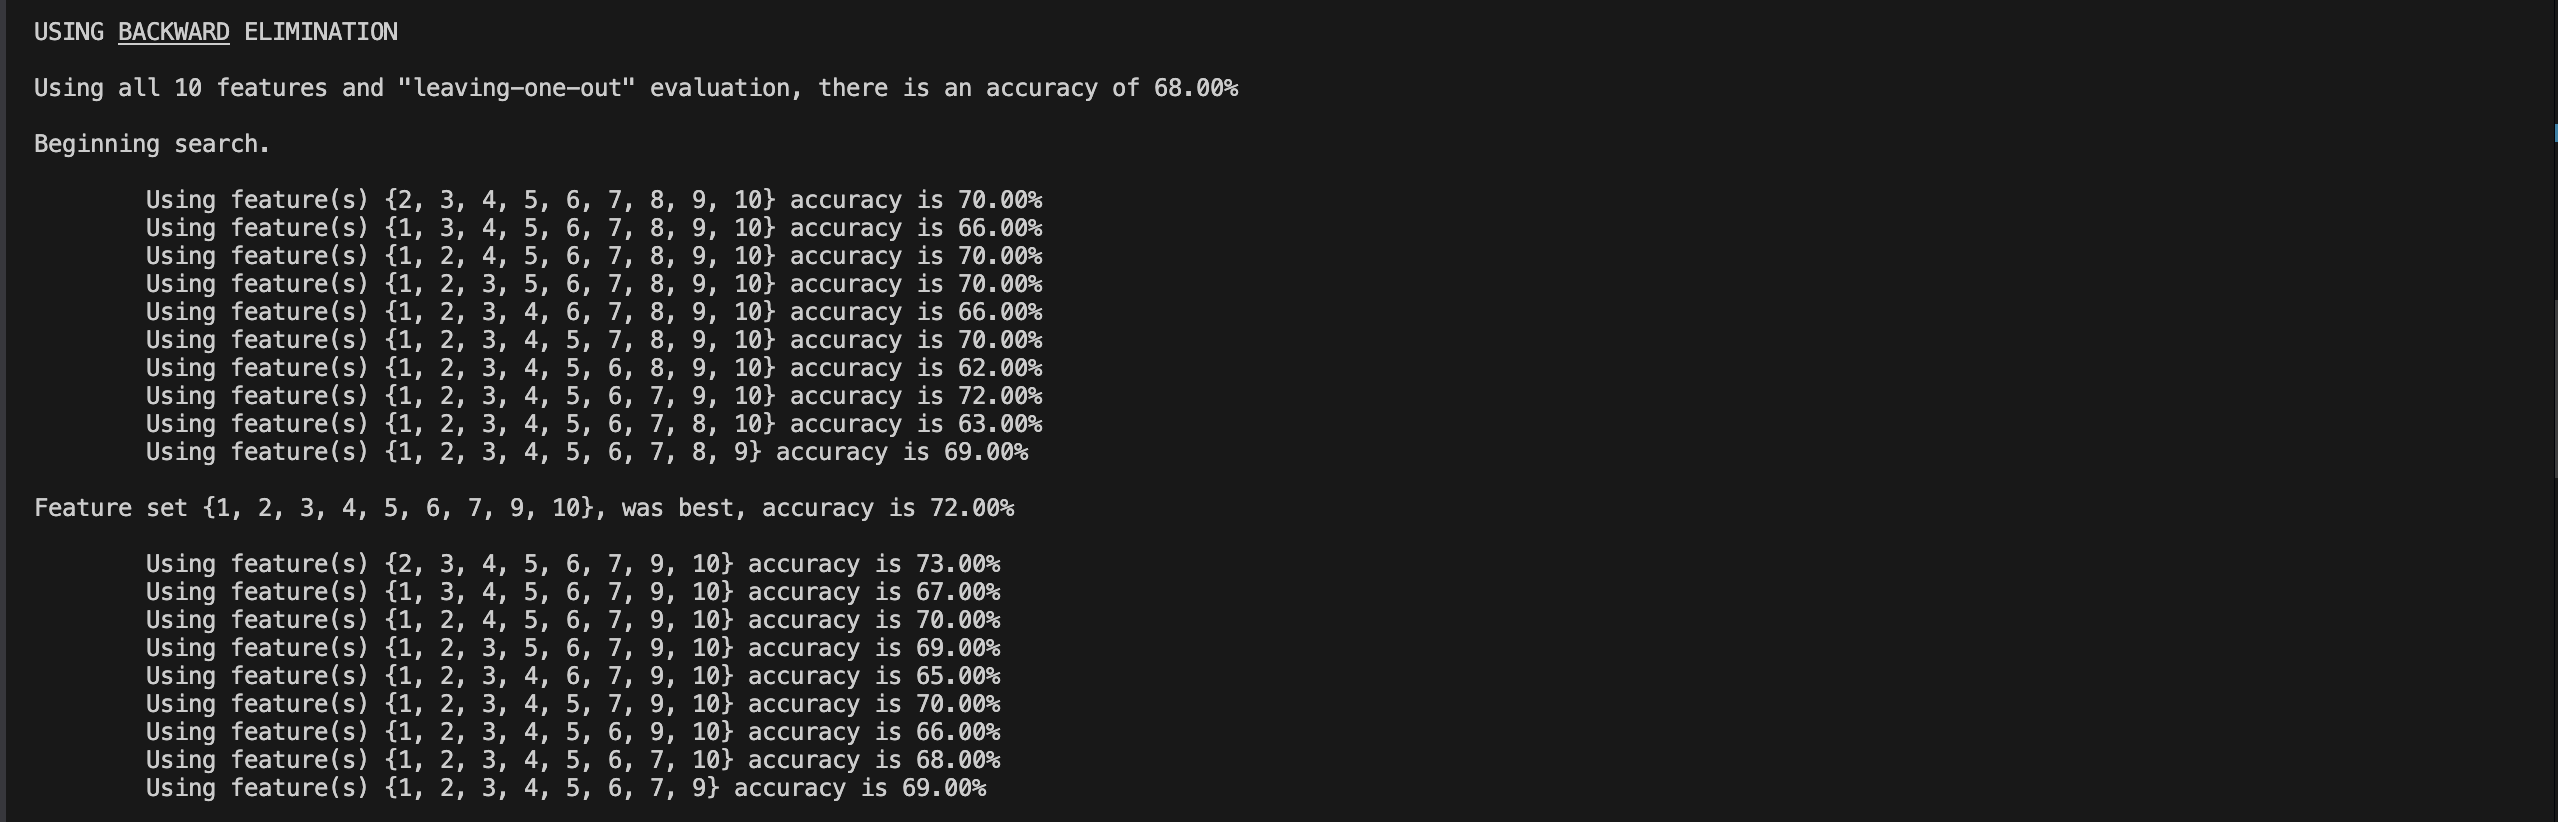 USING BACKWARD ELIMINATION
Using all 10 features and "leaving-one-out" evaluation, there is an accuracy of 68.00%
Beginning search.
Using feature(s) {2, 3, 4, 5, 6, 7, 8, 9, 10} accuracy is 70.00%
Using feature(s) {1, 3, 4, 5, 6, 7, 8, 9, 10} accuracy is 66.00%
Using feature(s) {1, 2, 4, 5, 6, 7, 8, 9, 10} accuracy is 70.00%
Using feature(s) {1, 2, 3, 5, 6, 7, 8, 9, 10} accuracy is 70.00%
Using feature(s) {1, 2, 3, 4, 6, 7, 8, 9, 10} accuracy is 66.00%
Using feature(s) {1, 2, 3, 4, 5, 7, 8, 9, 10} accuracy is 70.00%
Using feature(s) {1, 2, 3, 4, 5, 6, 8, 9, 10} accuracy is 62.00%
Using feature(s) {1, 2, 3, 4, 5, 6, 7, 9, 10} accuracy is 72.00%
Using feature(s) {1, 2, 3, 4, 5, 6, 7, 8, 10} accuracy is 63.00%
Using feature(s) {1, 2, 3, 4, 5, 6, 7, 8, 9} accuracy is 69.00%
Feature set {1, 2, 3, 4, 5, 6, 7, 9, 10}, was best, accuracy is 72.00%
Using feature(s) {2, 3, 4, 5, 6, 7, 9, 10} accuracy is 73.00%
Using feature(s) {1, 3, 4, 5, 6, 7, 9, 10} accuracy is 67.00%
Using feature(s) {1, 2, 4, 5, 6, 7, 9, 10} accuracy is 70.00%
Using feature(s) {1, 2, 3, 5, 6, 7, 9, 10} accuracy is 69.00%
Using feature(s) {1, 2, 3, 4, 6, 7, 9, 10} accuracy is 65.00%
Using feature(s) {1, 2, 3, 4, 5, 7, 9, 10} accuracy is 70.00%
Using feature(s) {1, 2, 3, 4, 5, 6, 9, 10} accuracy is 66.00%
Using feature(s) {1, 2, 3, 4, 5, 6, 7, 10} accuracy is 68.00%
Using feature(s) {1, 2, 3, 4, 5, 6, 7, 9} accuracy is 69.00%